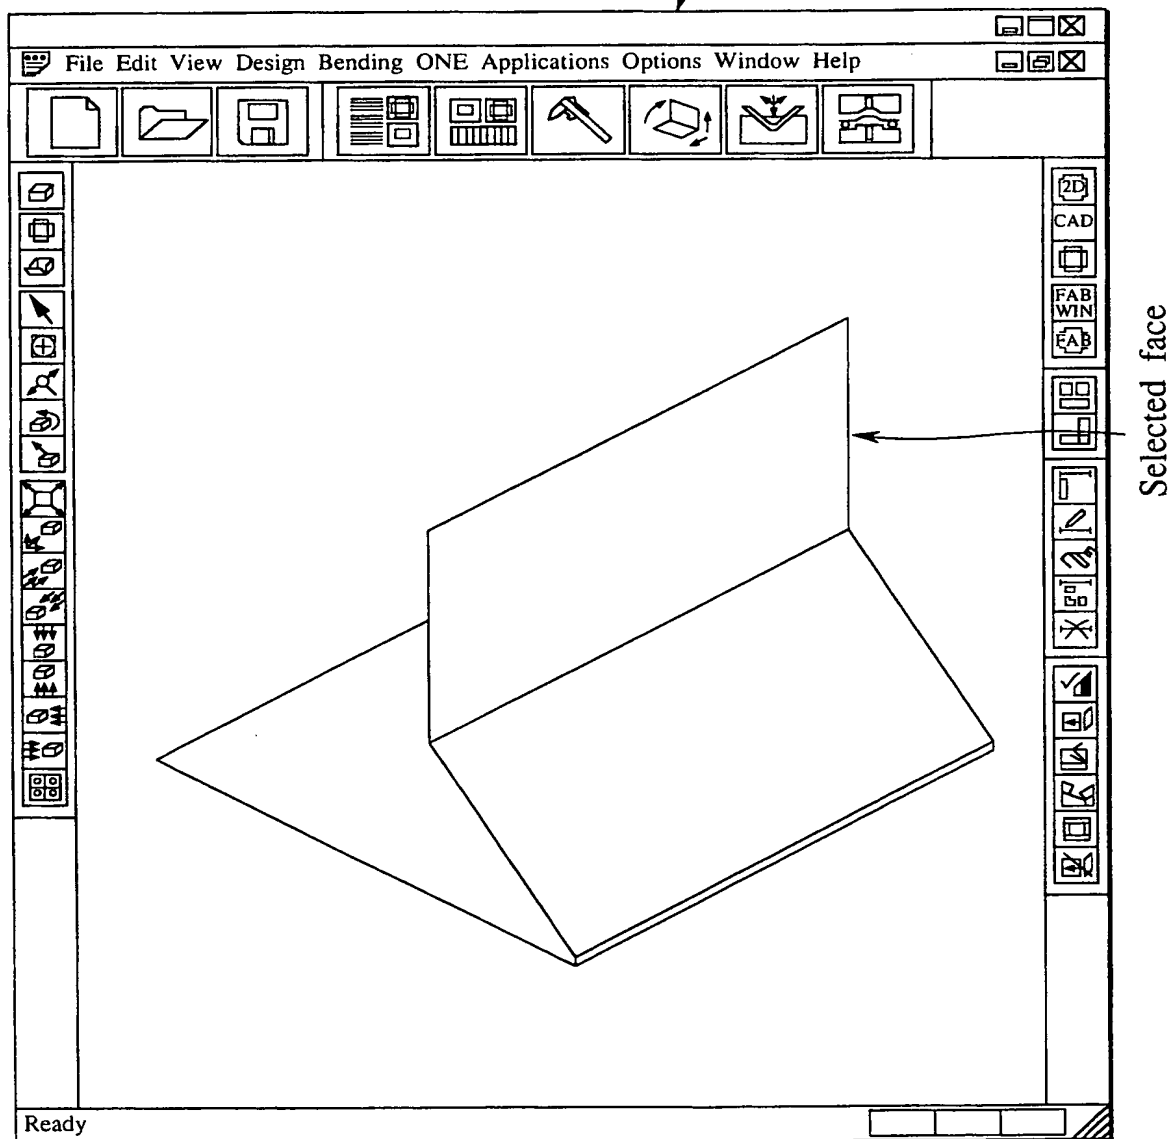 File Edit View Design Bending ONE Applications Options Window Help
2D
CAD
FAB
WIN
FAB
Selected face
Ready